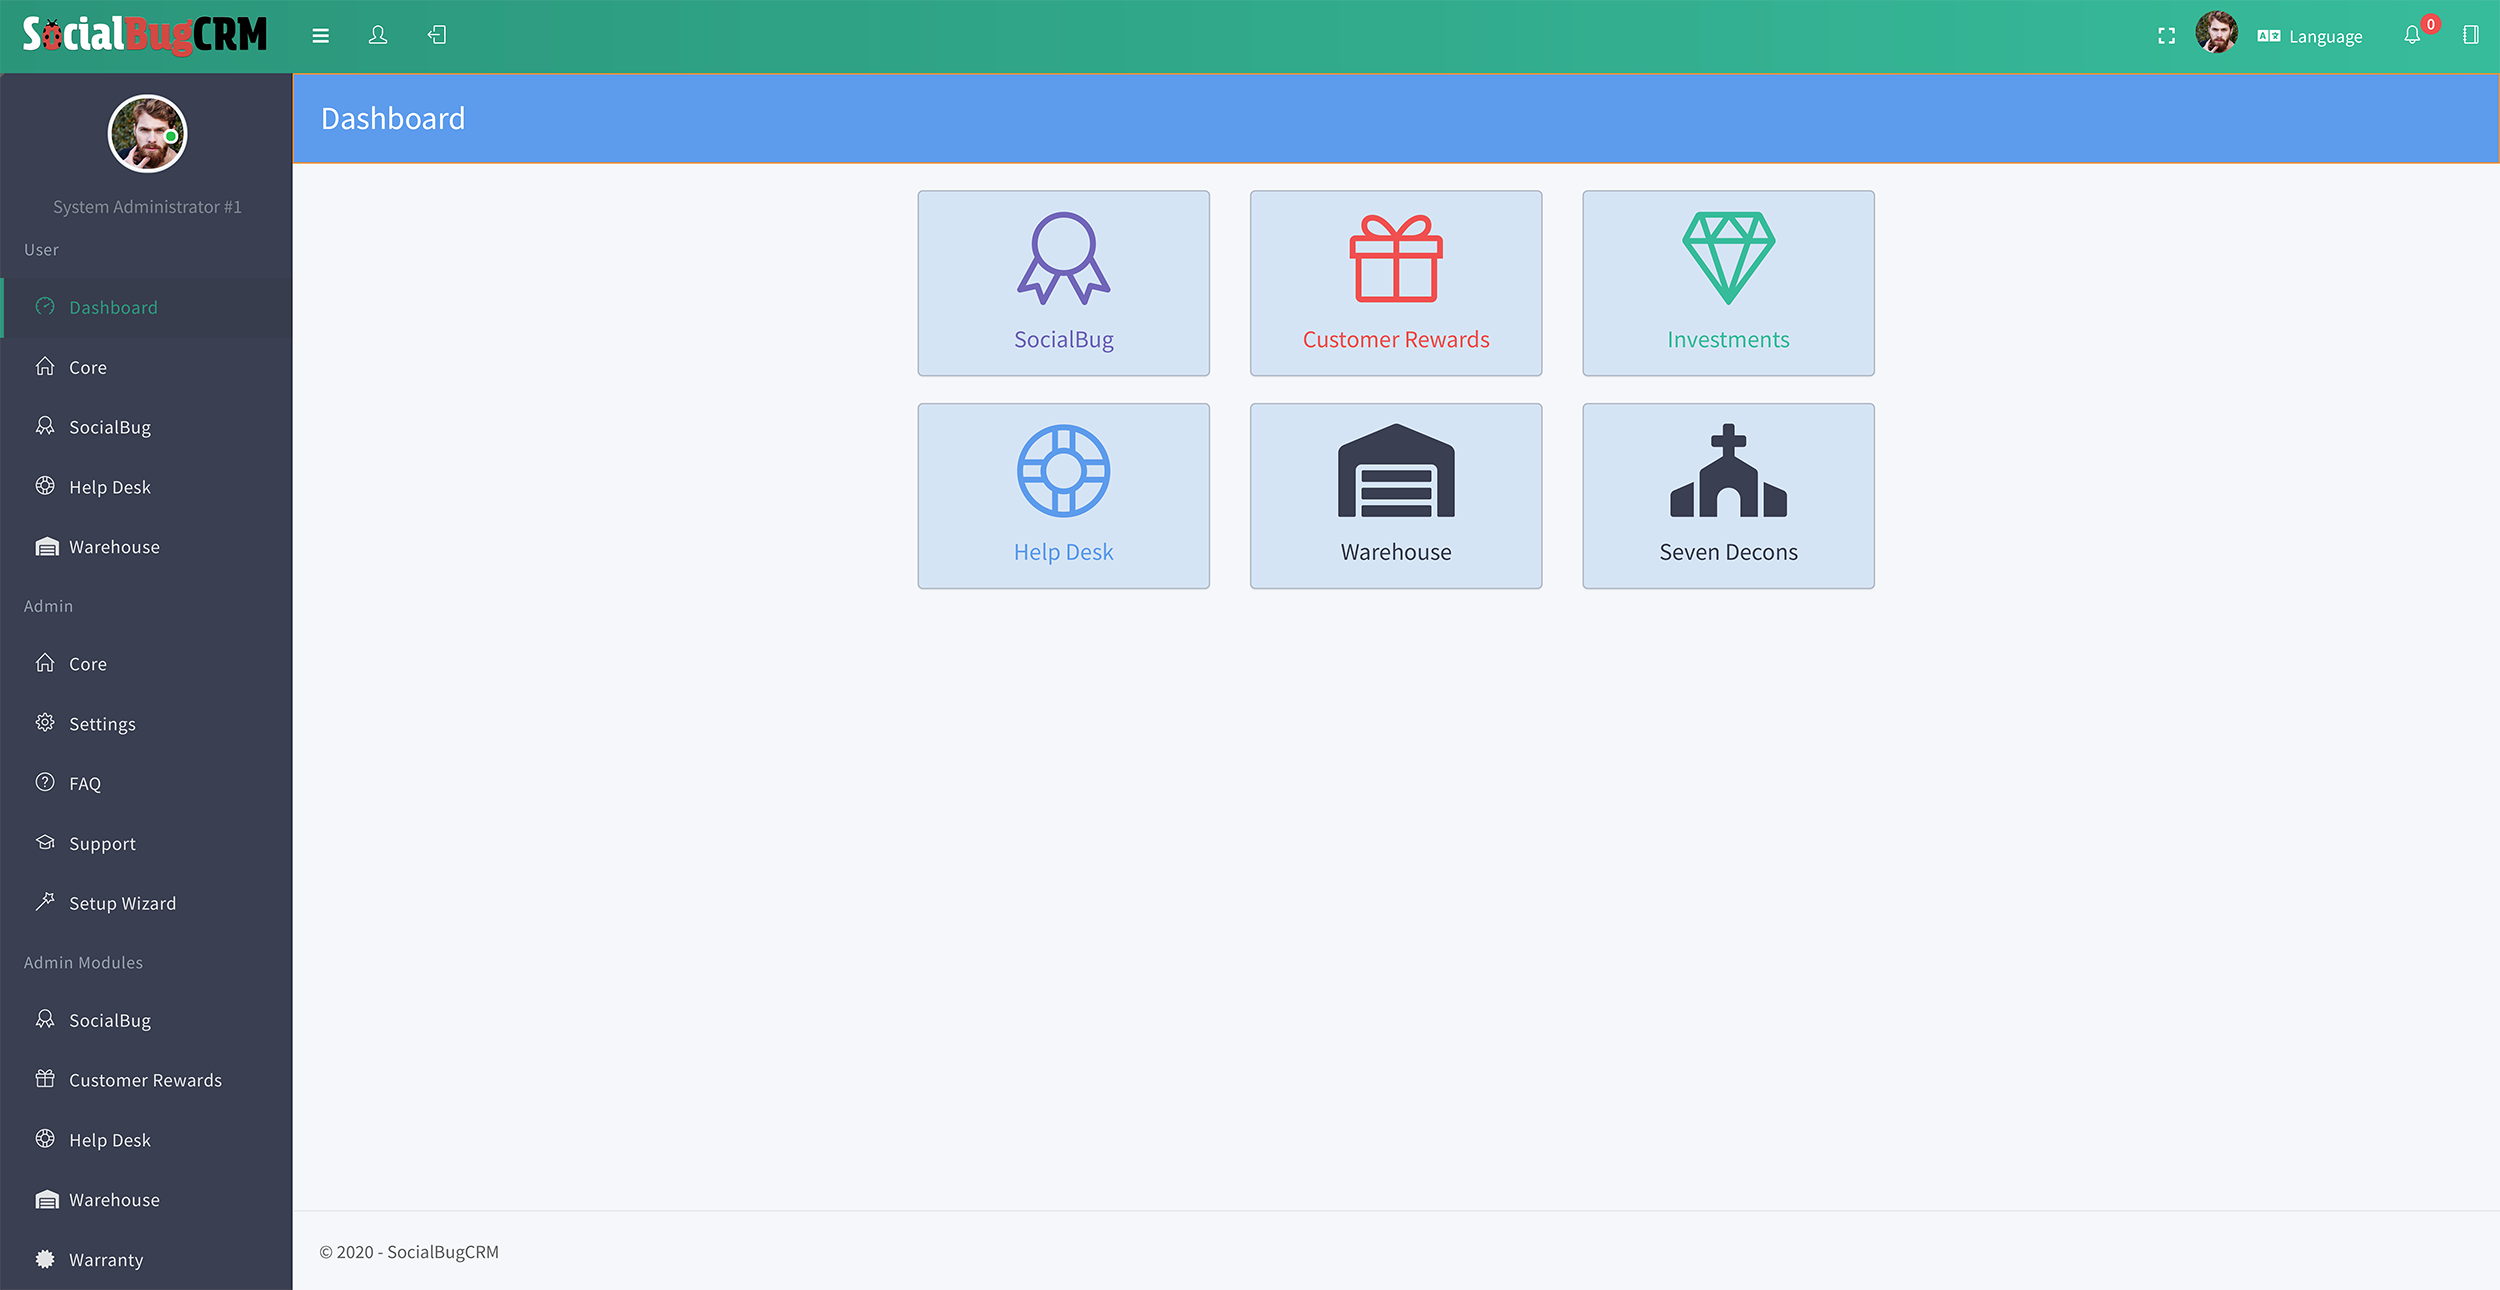 SocialBugCRM
Language
0
System Administrator #1
User
Dashboard
Core
SocialBug
Help Desk
Warehouse
Admin
Core
Settings
FAQ
Support
Setup Wizard
Admin Modules
SocialBug
Customer Rewards
Help Desk
Warehouse
Warranty
Dashboard
SocialBug
Customer Rewards
Investments
Help Desk
Warehouse
Seven Decons
© 2020 - SocialBugCRM